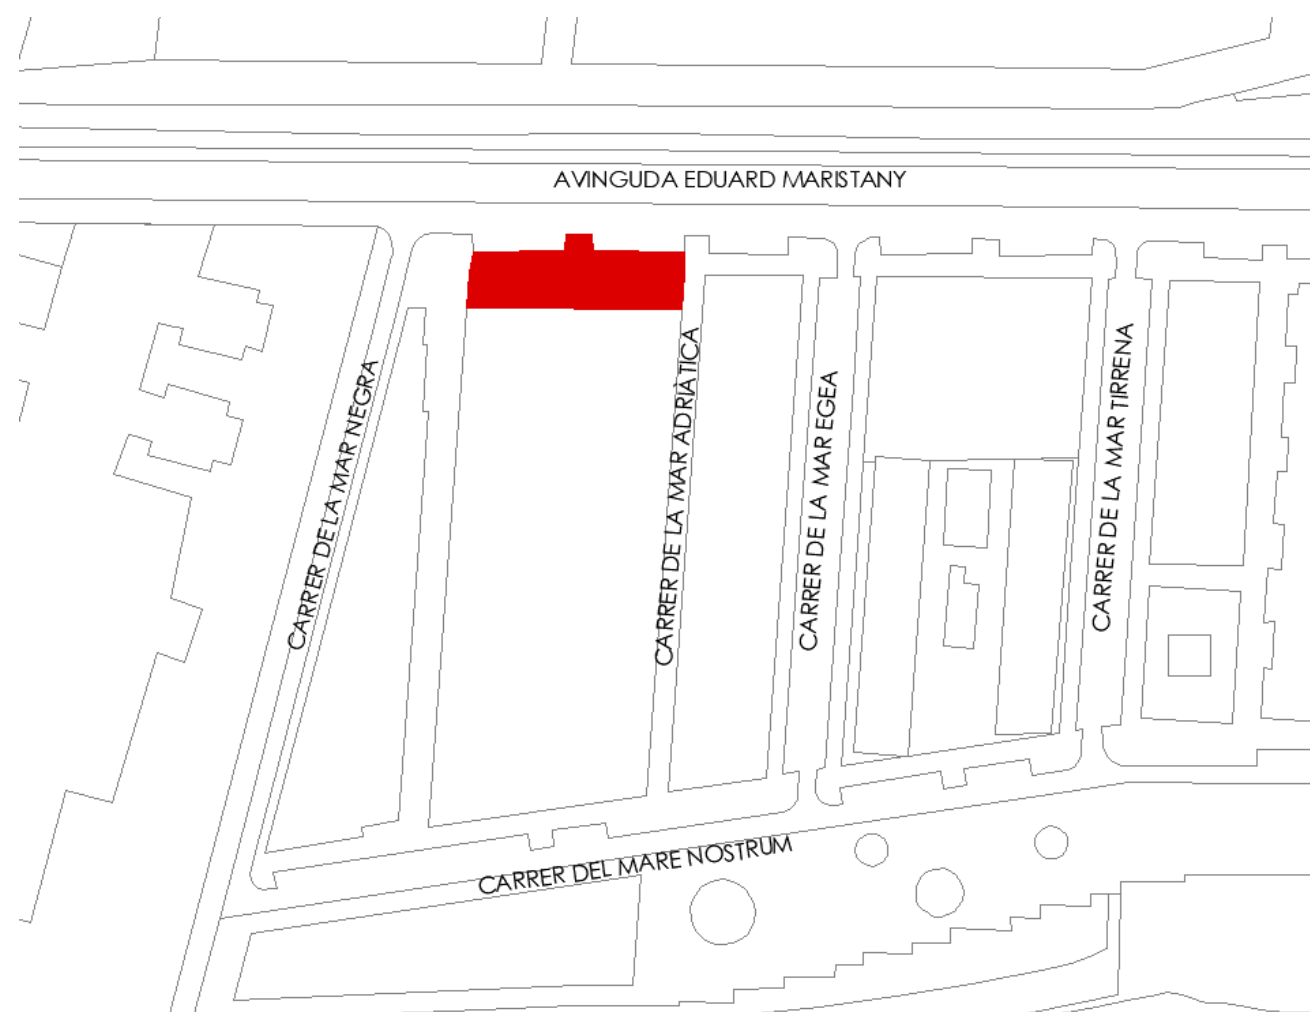 AVINGUDA EDUARD MARISTANY
CARRER DE LA MAR NEGRA
CARRER DE LA MAR ADRIÀTICA
CARRER DE LA MAR EGEA
CARRER DE LA MAR TIRRENA
CARRER DEL MARE NOSTRUM